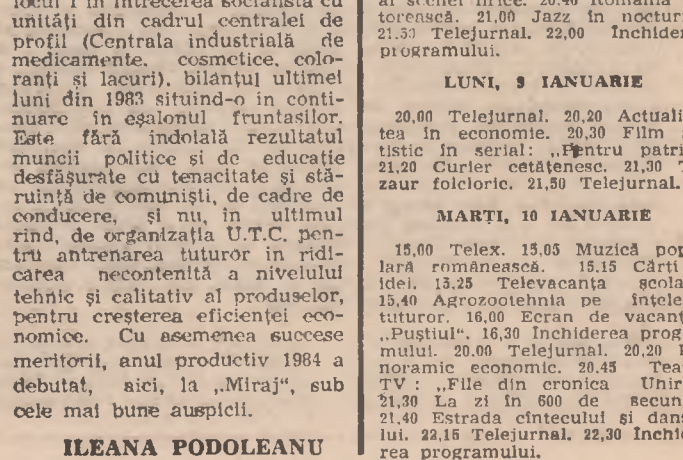 locul I în întrecerea socialistă cu
unități din cadrul centralei de
profil (Centrala industrială de
medicamente, cosmetice, colo-
ranți și lacuri), bilanțul ultimei
luni din 1983 situînd-o în conti-
nuare în eșalonul fruntașilor.
Este fără îndoială rezultatul
muncii politice și de educație
desfășurate cu tenacitate și stă-
ruință de comuniști, de cadre de
conducere, și nu, în ultimul
rînd, de organizația U.T.C. pen-
tru antrenarea tuturor în ridi-
carea necontenită a nivelului
tehnic și calitativ al produselor,
pentru creșterea eficienței eco-
nomice. Cu asemenea succese
meritorii, anul productiv 1984 a
debutat, aici, la „Miraj“, sub
cele mai bune auspicii.
ILEANA PODOLEANU
al scenei lirice. 20.40 România
torească. 21,00 Jazz în noctur
21.50 Telejurnal. 22,00 Închider
programului.
LUNI, 9 IANUARIE
20,00 Telejurnal. 20,20 Actuali
tea în economie. 20,30 Film
tistic în serial: „Pentru patri
21,20 Curier cetățenesc. 21,30 T
zaur folcloric. 21,50 Telejurnal.
MARȚI, 10 IANUARIE
15,00 Telex. 15,05 Muzică pop
lară românească. 15.15 Cărți
idei. 15.25 Televacanța școla
15,40 Agrozootehnia pe înțele
tuturor. 16,00 Ecran de vacanț
„Puștiul“. 16,30 Închiderea prog
mului. 20.00 Telejurnal. 20,20 P
noramic economic. 20.45 Tea
TV : „File din cronica Unir
21,30 La zi în 600 de secun
21.40 Estrada cîntecului și dans
lui. 22,15 Telejurnal. 22,30 Închi
rea programului.